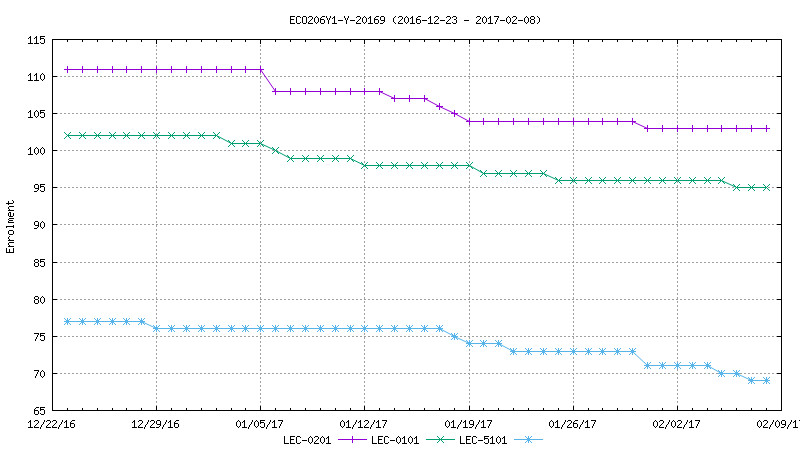 ECO206Y1-Y-20169 (2016-12-23 - 2017-02-08)
115
110
105
100
95
90
85
80
75
70
65
Enrolment
12/22/16 12/29/16 01/05/17 01/12/17 01/19/17 01/26/17 02/02/17 02/09/17
LEC-0201 LEC-0101 LEC-5101